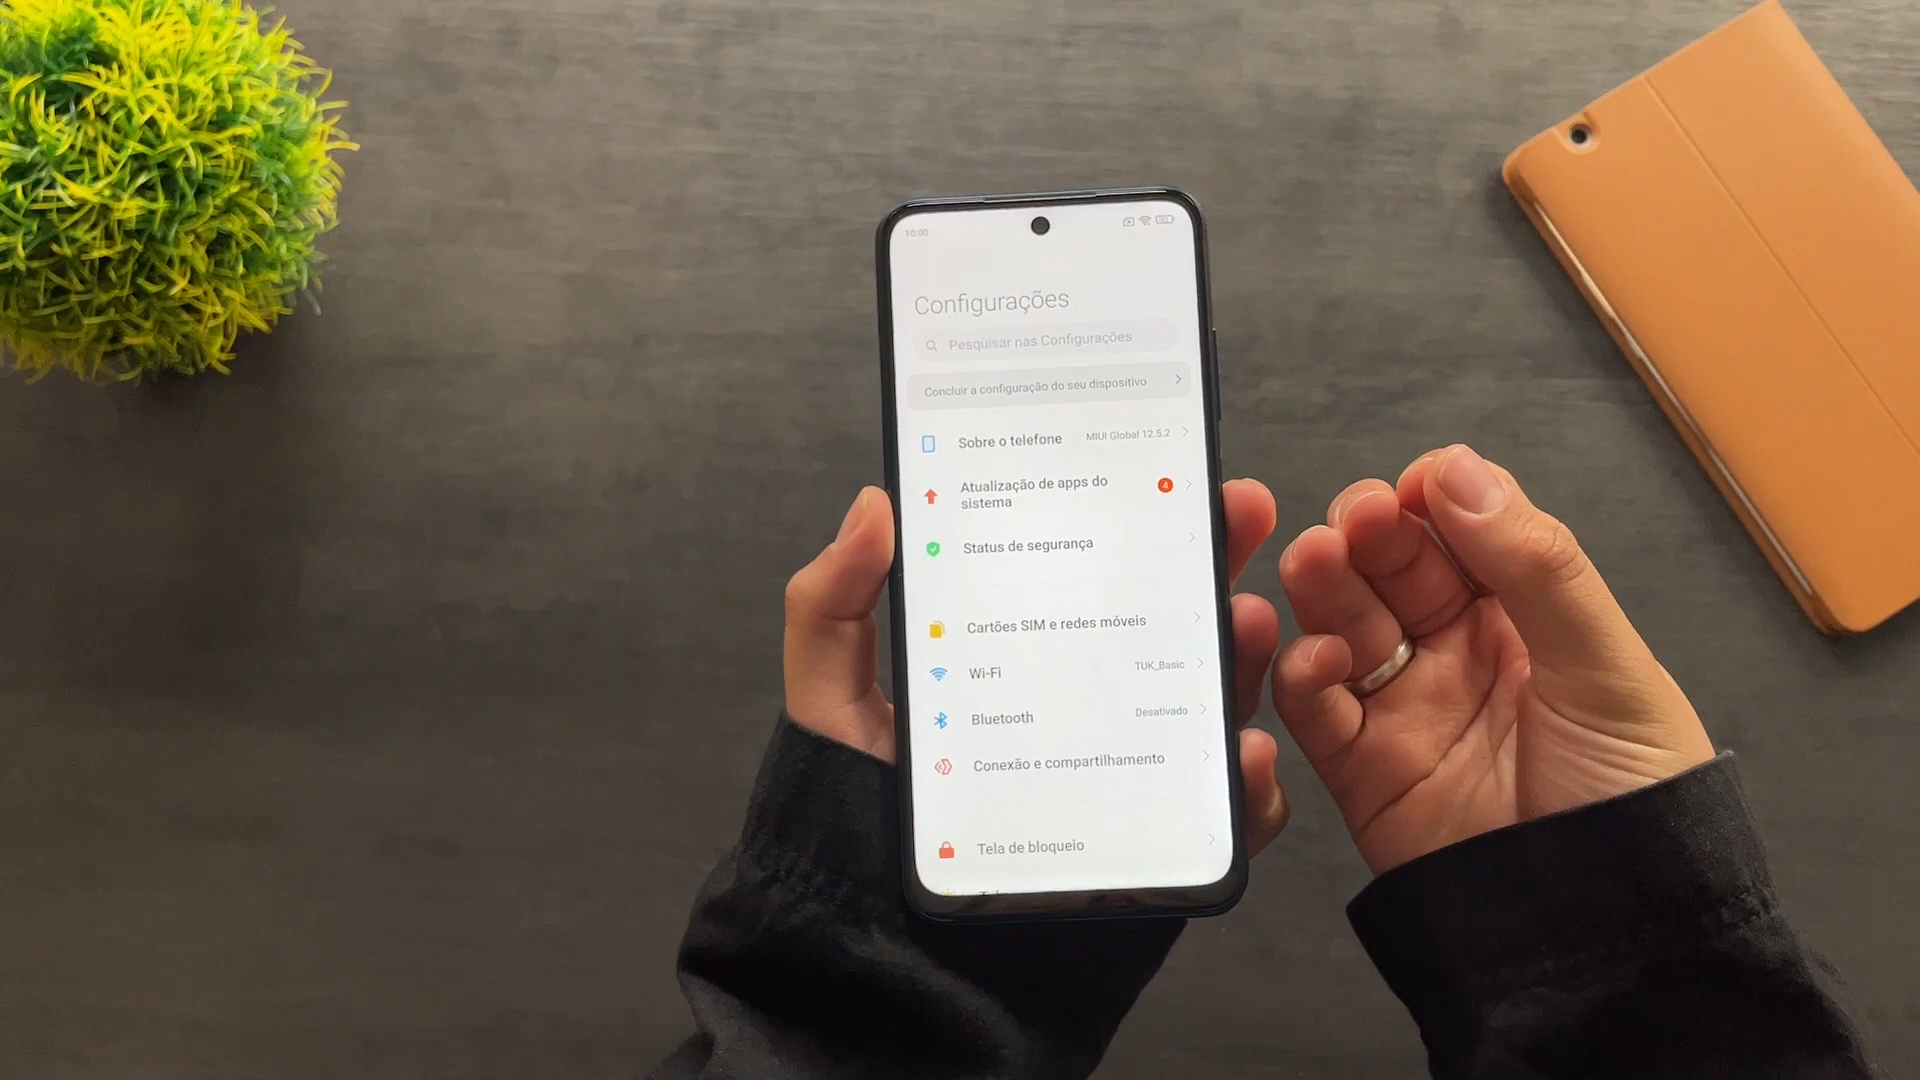 10:00
Configurações
Pesquisar nas Configurações
Concluir a configuração do seu dispositivo
Sobre o telefone MIUI Global 12.5.2
Atualização de apps do
sistema
4
Status de segurança
Cartões SIM e redes móveis
Wi-Fi TUK_Basic
Bluetooth Desativado
Conexão e compartilhamento
Tela de bloqueio